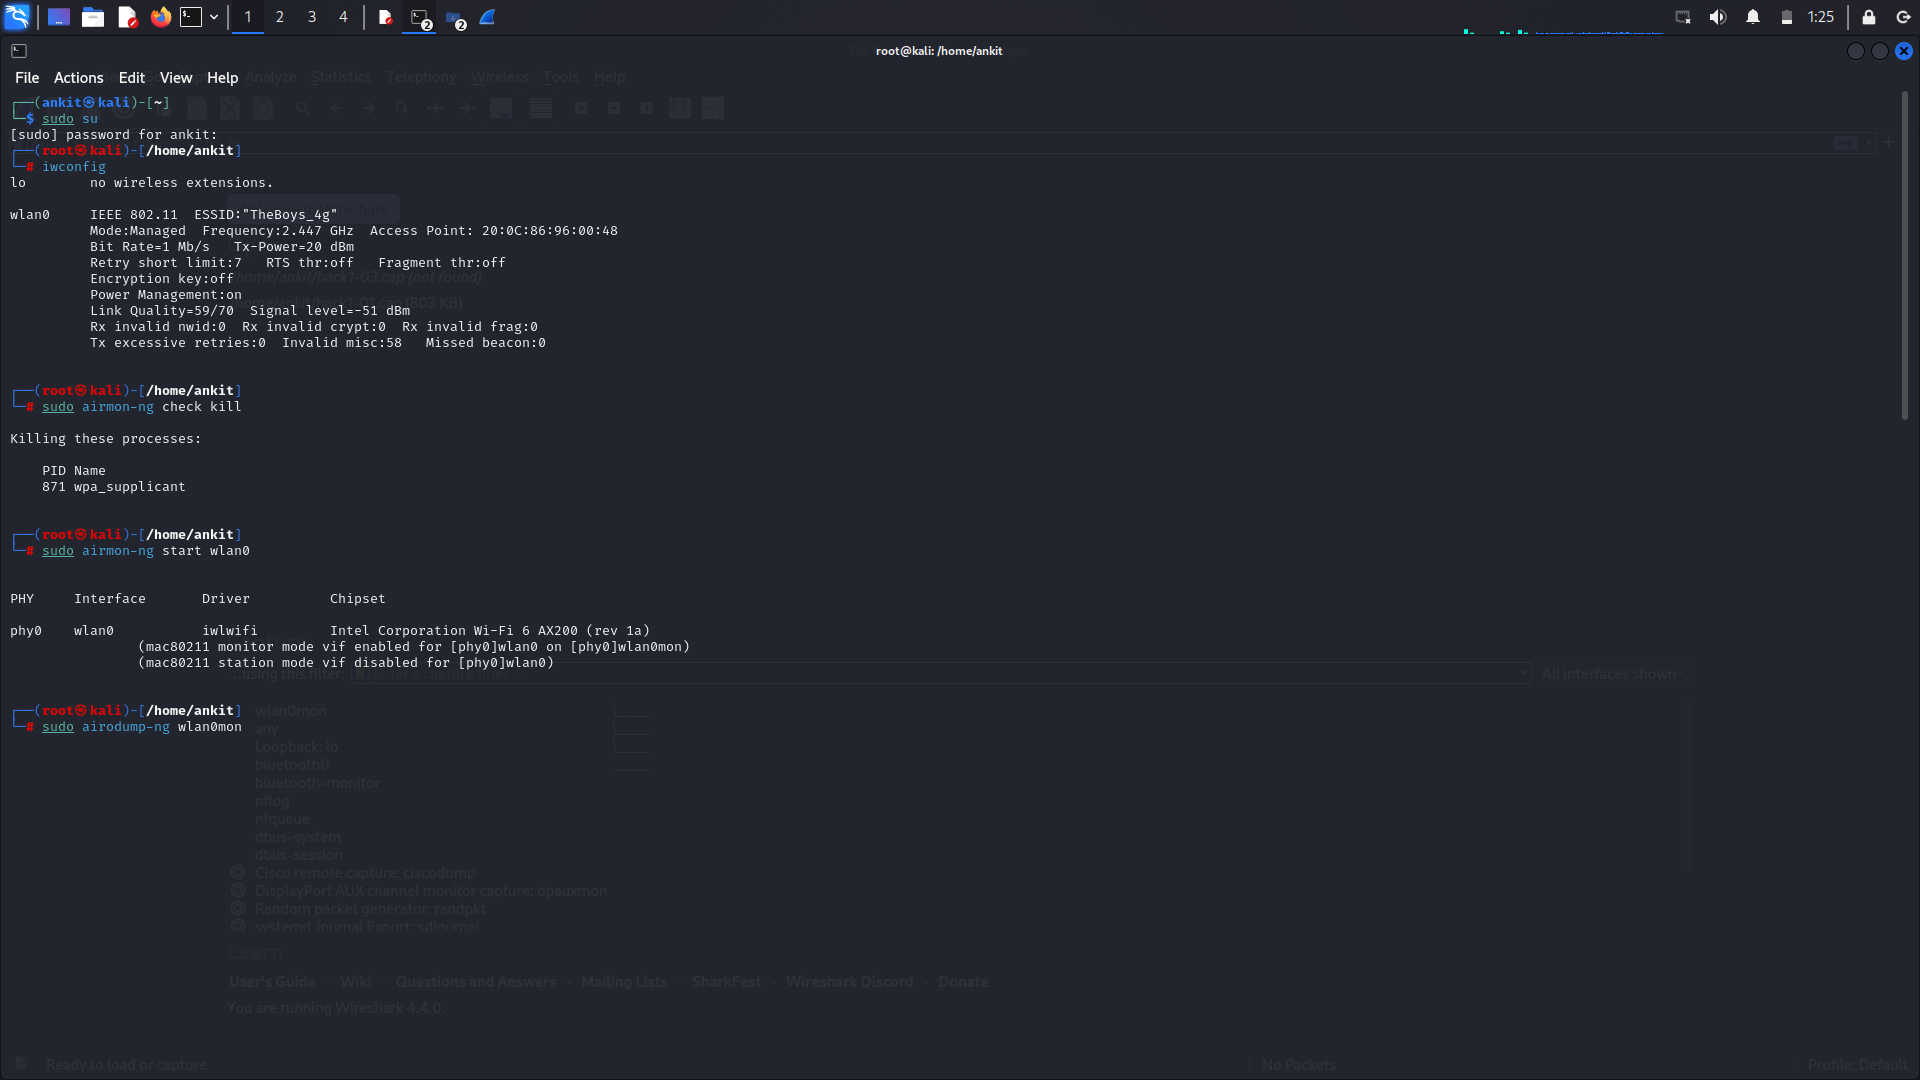 1 2 3 4 2 2 1:25
root@kali: /home/ankit
File Actions Edit View Help
Analyze Statistics Telephony Wireless Tools Help
┌──(ankit㉿kali)-[~]
└─$ sudo su
[sudo] password for ankit:
┌──(root㉿kali)-[/home/ankit]
└─# iwconfig
lo        no wireless extensions.
wlan0     IEEE 802.11  ESSID:"TheBoys_4g"
          Mode:Managed  Frequency:2.447 GHz  Access Point: 20:0C:86:96:00:48
          Bit Rate=1 Mb/s   Tx-Power=20 dBm
          Retry short limit:7   RTS thr:off   Fragment thr:off
          Encryption key:off
/home/ankit/hack1-03.cap (not found)
          Power Management:on
/home/ankit/hack1-01.cap (803 KB)
          Link Quality=59/70  Signal level=-51 dBm
          Rx invalid nwid:0  Rx invalid crypt:0  Rx invalid frag:0
          Tx excessive retries:0  Invalid misc:58   Missed beacon:0
┌──(root㉿kali)-[/home/ankit]
└─# sudo airmon-ng check kill
Killing these processes:
    PID Name
    871 wpa_supplicant
┌──(root㉿kali)-[/home/ankit]
└─# sudo airmon-ng start wlan0
PHY     Interface       Driver          Chipset
phy0    wlan0           iwlwifi         Intel Corporation Wi-Fi 6 AX200 (rev 1a)
                (mac80211 monitor mode vif enabled for [phy0]wlan0 on [phy0]wlan0mon)
                (mac80211 station mode vif disabled for [phy0]wlan0)
...using this filter: Enter a capture filter ... All interfaces shown
┌──(root㉿kali)-[/home/ankit]
└─# sudo airodump-ng wlan0mon
wlan0mon
any
Loopback: lo
bluetooth0
bluetooth-monitor
nflog
nfqueue
dbus-system
dbus-session
Cisco remote capture: ciscodump
DisplayPort AUX channel monitor capture: dpauxmon
Random packet generator: randpkt
systemd Journal Export: sdjournal
Learn
User's Guide · Wiki · Questions and Answers · Mailing Lists · SharkFest · Wireshark Discord · Donate
You are running Wireshark 4.4.0.
Ready to load or capture No Packets Profile: Default